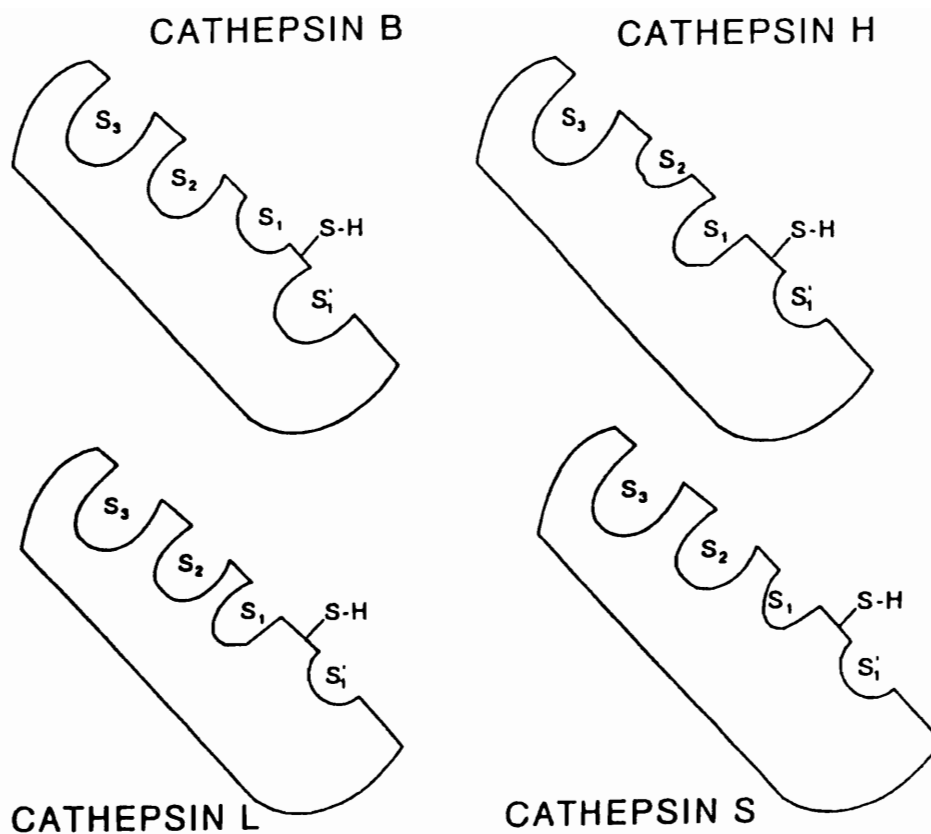 CATHEPSIN B
S₃
S₂
S₁
S-H
S₁'
CATHEPSIN H
S₃
S₂
S₁
S-H
S₁'
S₃
S₂
S₁
S-H
S₁'
CATHEPSIN L
S₃
S₂
S₁
S-H
S₁'
CATHEPSIN S